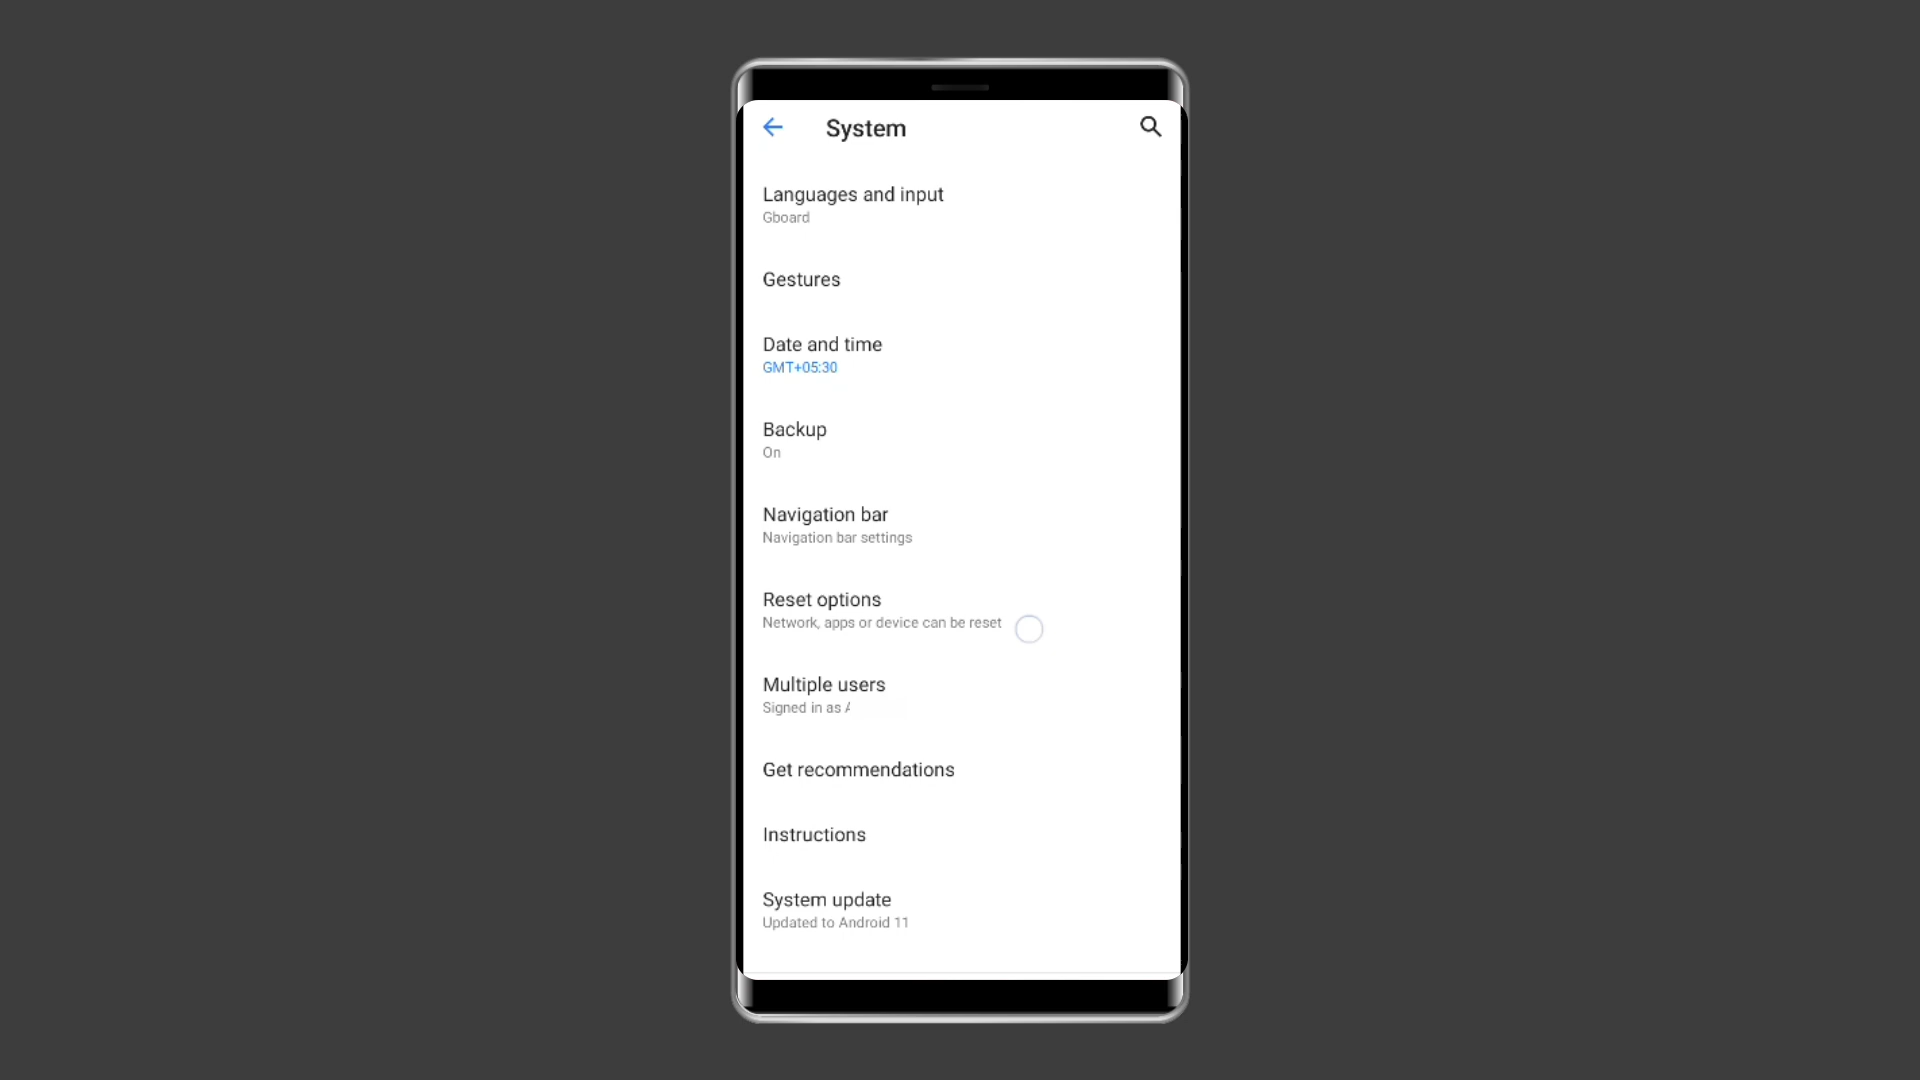 System
Languages and input
Gboard
Gestures
Date and time
GMT+05:30
Backup
On
Navigation bar
Navigation bar settings
Reset options
Network, apps or device can be reset
Multiple users
Signed in as
Get recommendations
Instructions
System update
Updated to Android 11